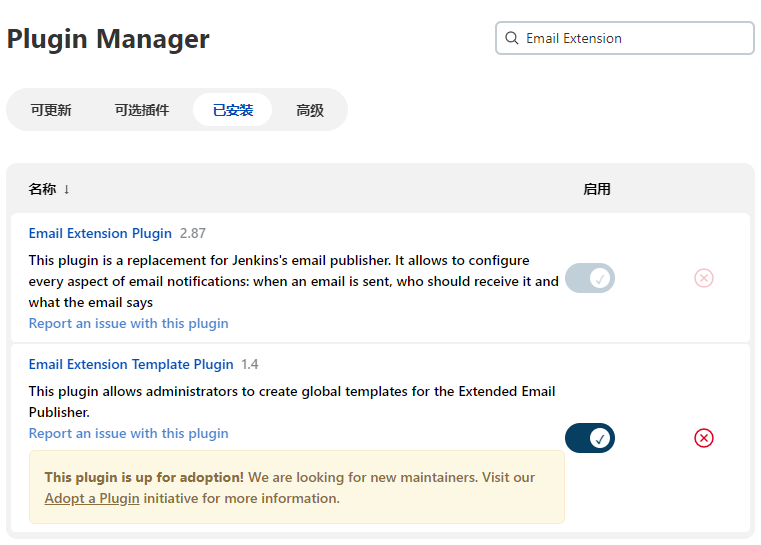 Plugin Manager
Email Extension
可更新 可选插件 已安装 高级
名称 ↓ 启用
Email Extension Plugin 2.87
This plugin is a replacement for Jenkins's email publisher. It allows to configure
every aspect of email notifications: when an email is sent, who should receive it and
what the email says
Report an issue with this plugin
Email Extension Template Plugin 1.4
This plugin allows administrators to create global templates for the Extended Email
Publisher.
Report an issue with this plugin
This plugin is up for adoption! We are looking for new maintainers. Visit our
Adopt a Plugin initiative for more information.